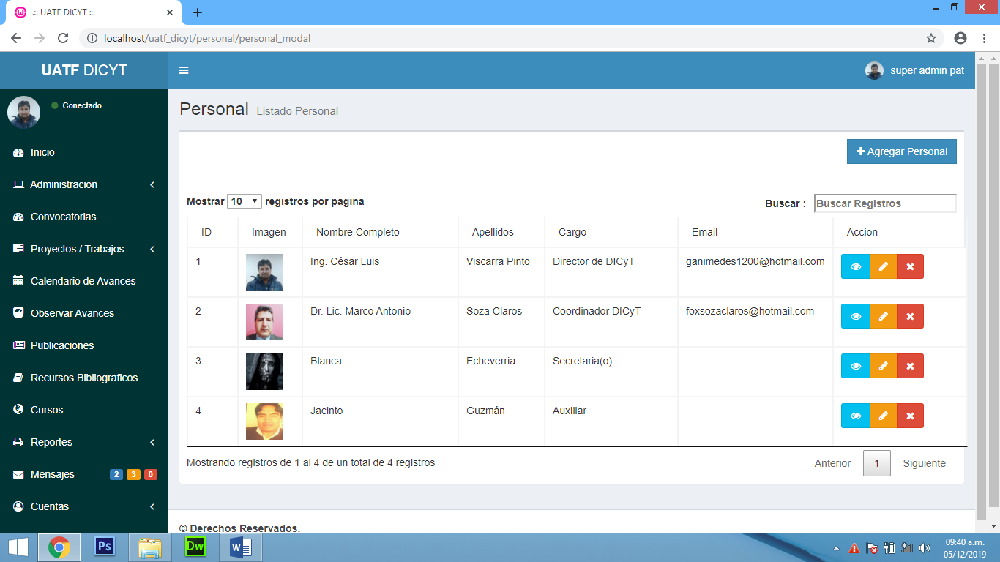 .:: UATF DICYT ::.
localhost/uatf_dicyt/personal/personal_modal
UATF DICYT
super admin pat
Conectado
Inicio
Administracion
Convocatorias
Proyectos / Trabajos
Calendario de Avances
Observar Avances
Publicaciones
Recursos Bibliograficos
Cursos
Reportes
Mensajes 2 3 0
Cuentas
Personal Listado Personal
Agregar Personal
Mostrar 10 registros por pagina Buscar : Buscar Registros
ID Imagen Nombre Completo Apellidos Cargo Email Accion
1 Ing. César Luis Viscarra Pinto Director de DICyT ganimedes1200@hotmail.com
2 Dr. Lic. Marco Antonio Soza Claros Coordinador DICyT foxsozaclaros@hotmail.com
3 Blanca Echeverria Secretaria(o)
4 Jacinto Guzmán Auxiliar
Mostrando registros de 1 al 4 de un total de 4 registros Anterior 1 Siguiente
© Derechos Reservados.
Ps Dw W
09:40 a.m.
05/12/2019